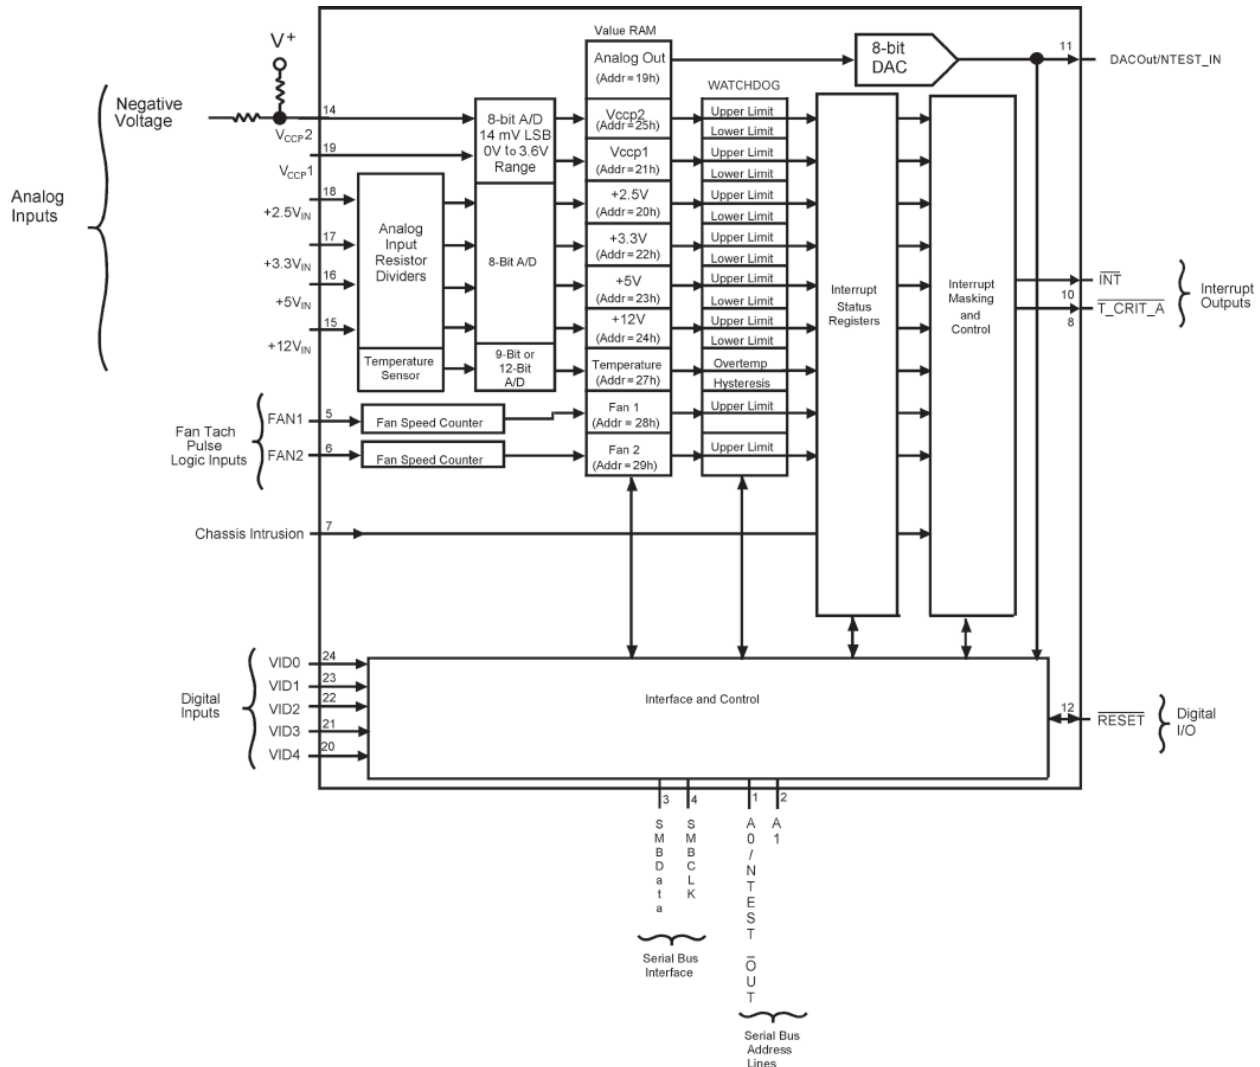 Value RAM
V+
Analog Out
(Addr=19h)
8-bit
DAC
11
DACOut/NTEST_IN
WATCHDOG
Negative
Voltage
14
VCCP2
8-bit A/D
14 mV LSB
0V to 3.6V
Range
Vccp2
(Addr=25h)
Upper Limit
Lower Limit
19
VCCP1
Vccp1
(Addr=21h)
Upper Limit
Lower Limit
Analog
Inputs
18
+2.5VIN
+2.5V
(Addr=20h)
Upper Limit
Lower Limit
17
+3.3VIN
Analog
Input
Resistor
Dividers
8-Bit A/D
+3.3V
(Addr=22h)
Upper Limit
Lower Limit
16
+5VIN
+5V
(Addr=23h)
Upper Limit
Lower Limit
15
+12VIN
+12V
(Addr=24h)
Upper Limit
Lower Limit
Interrupt
Status
Registers
Interrupt
Masking
and
Control
INT
10
T_CRIT_A
8
Interrupt
Outputs
Temperature
Sensor
9-Bit or
12-Bit
A/D
Temperature
(Addr=27h)
Overtemp
Hysteresis
Fan Tach
Pulse
Logic Inputs
FAN1
5
Fan Speed Counter
Fan 1
(Addr = 28h)
Upper Limit
FAN2
6
Fan Speed Counter
Fan 2
(Addr=29h)
Upper Limit
Chassis Intrusion
7
Digital
Inputs
VID0
24
VID1
23
VID2
22
VID3
21
VID4
20
Interface and Control
12
RESET
Digital
I/O
3
4
1
2
SMBData
SMBCLK
A0/NTEST_OUT
A1
Serial Bus
Interface
Serial Bus
Address
Lines